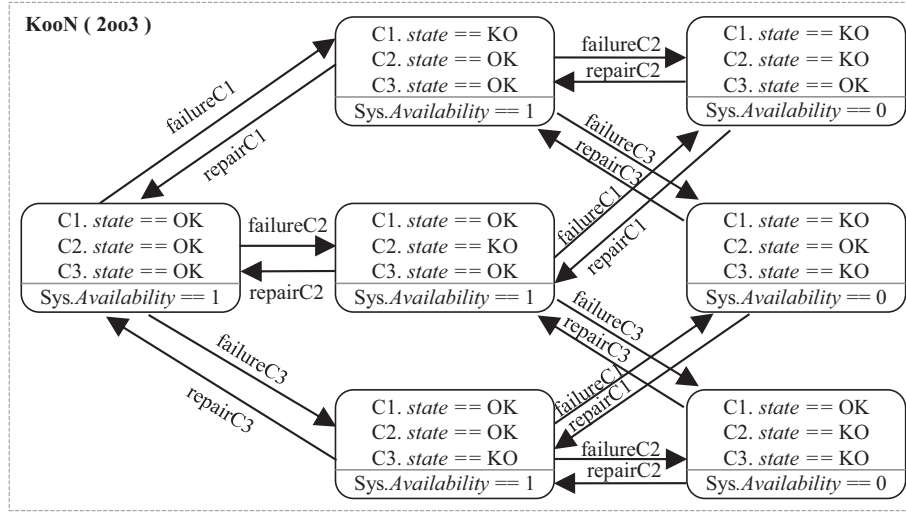 KooN ( 2oo3 )
C1. state == KO
C2. state == OK
C3. state == OK
Sys.Availability == 1
failureC2
repairC2
C1. state == KO
C2. state == KO
C3. state == OK
Sys.Availability == 0
failureC1
repairC1
failureC3
repairC3
failureC1
repairC1
C1. state == OK
C2. state == OK
C3. state == OK
Sys.Availability == 1
failureC2
repairC2
C1. state == OK
C2. state == KO
C3. state == OK
Sys.Availability == 1
C1. state == KO
C2. state == OK
C3. state == KO
Sys.Availability == 0
failureC3
repairC3
failureC3
repairC3
failureC1
repairC1
C1. state == OK
C2. state == OK
C3. state == KO
Sys.Availability == 1
failureC2
repairC2
C1. state == OK
C2. state == KO
C3. state == KO
Sys.Availability == 0